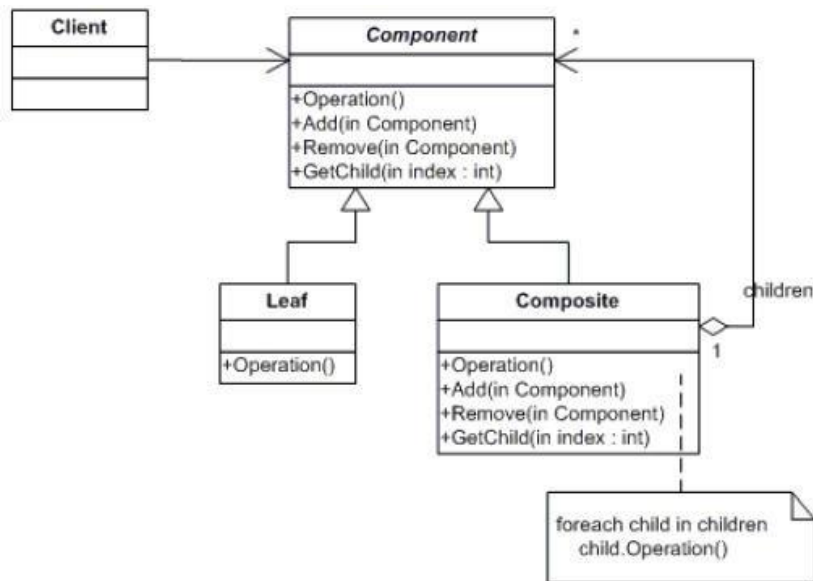 Client
Component
*
+Operation()
+Add(in Component)
+Remove(in Component)
+GetChild(in index : int)
children
1
Leaf
+Operation()
Composite
+Operation()
+Add(in Component)
+Remove(in Component)
+GetChild(in index : int)
foreach child in children
child.Operation()